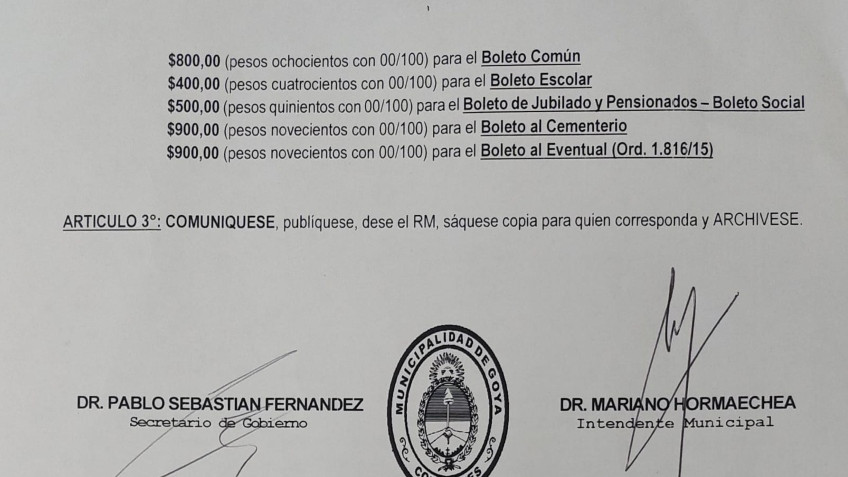 $800,00 (pesos ochocientos con 00/100) para el Boleto Común
$400,00 (pesos cuatrocientos con 00/100) para el Boleto Escolar
$500,00 (pesos quinientos con 00/100) para el Boleto de Jubilado y Pensionados – Boleto Social
$900,00 (pesos novecientos con 00/100) para el Boleto al Cementerio
$900,00 (pesos novecientos con 00/100) para el Boleto al Eventual (Ord. 1.816/15)
ARTICULO 3º: COMUNIQUESE, publíquese, dese el RM, sáquese copia para quien corresponda y ARCHIVESE.
MUNICIPALIDAD DE GOYA
DR. PABLO SEBASTIAN FERNANDEZ
Secretario de Gobierno
DR. MARIANO HORMAECHEA
Intendente Municipal